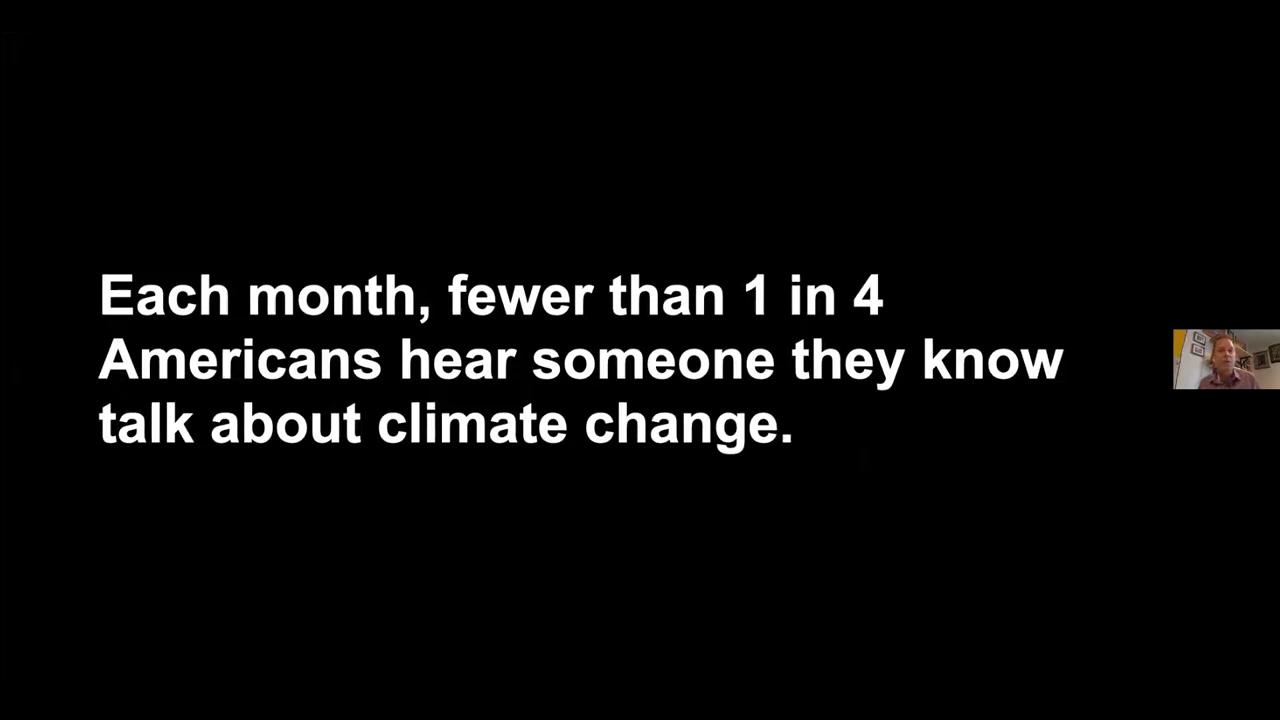 Each month, fewer than 1 in 4
Americans hear someone they know
talk about climate change.